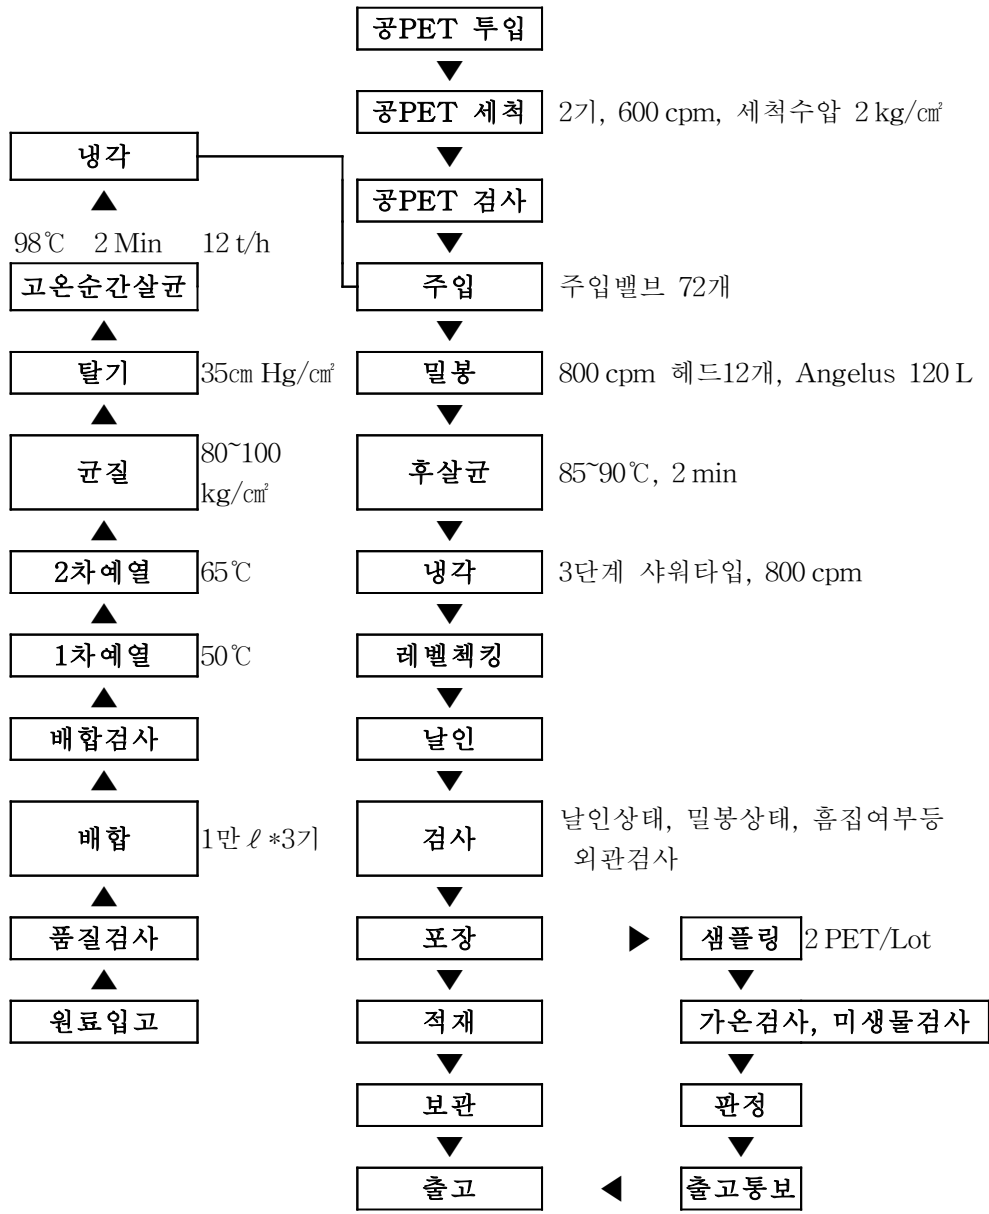 공PET 투입
공PET 세척 2기, 600 cpm, 세척수압 2 kg/㎠
냉각
공PET 검사
98℃ 2 Min 12 t/h
고온순간살균 주입 주입밸브 72개
탈기 35㎝ Hg/㎠ 밀봉 800 cpm 헤드12개, Angelus 120 L
균질 80~100 kg/㎠ 후살균 85~90℃, 2 min
2차예열 65℃ 냉각 3단계 샤워타입, 800 cpm
1차예열 50℃ 레벨첵킹
배합검사 날인
배합 1만ℓ*3기 검사 날인상태, 밀봉상태, 흠집여부등
외관검사
품질검사 포장 샘플링 2 PET/Lot
원료입고 적재 가온검사, 미생물검사
보관 판정
출고 출고통보